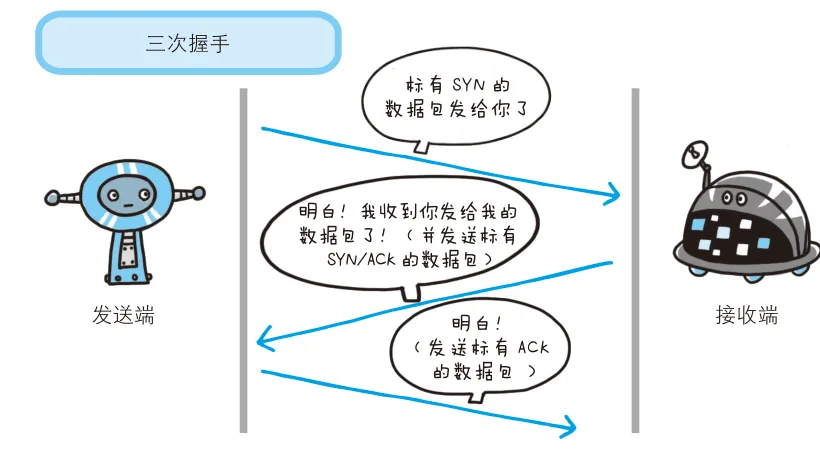 三次握手
标有 SYN 的
数据包发给你了
明白！我收到你发给我的
数据包了！（并发送标有
SYN/ACK 的数据包）
发送端
接收端
明白！
（发送标有 ACK
的数据包 ）